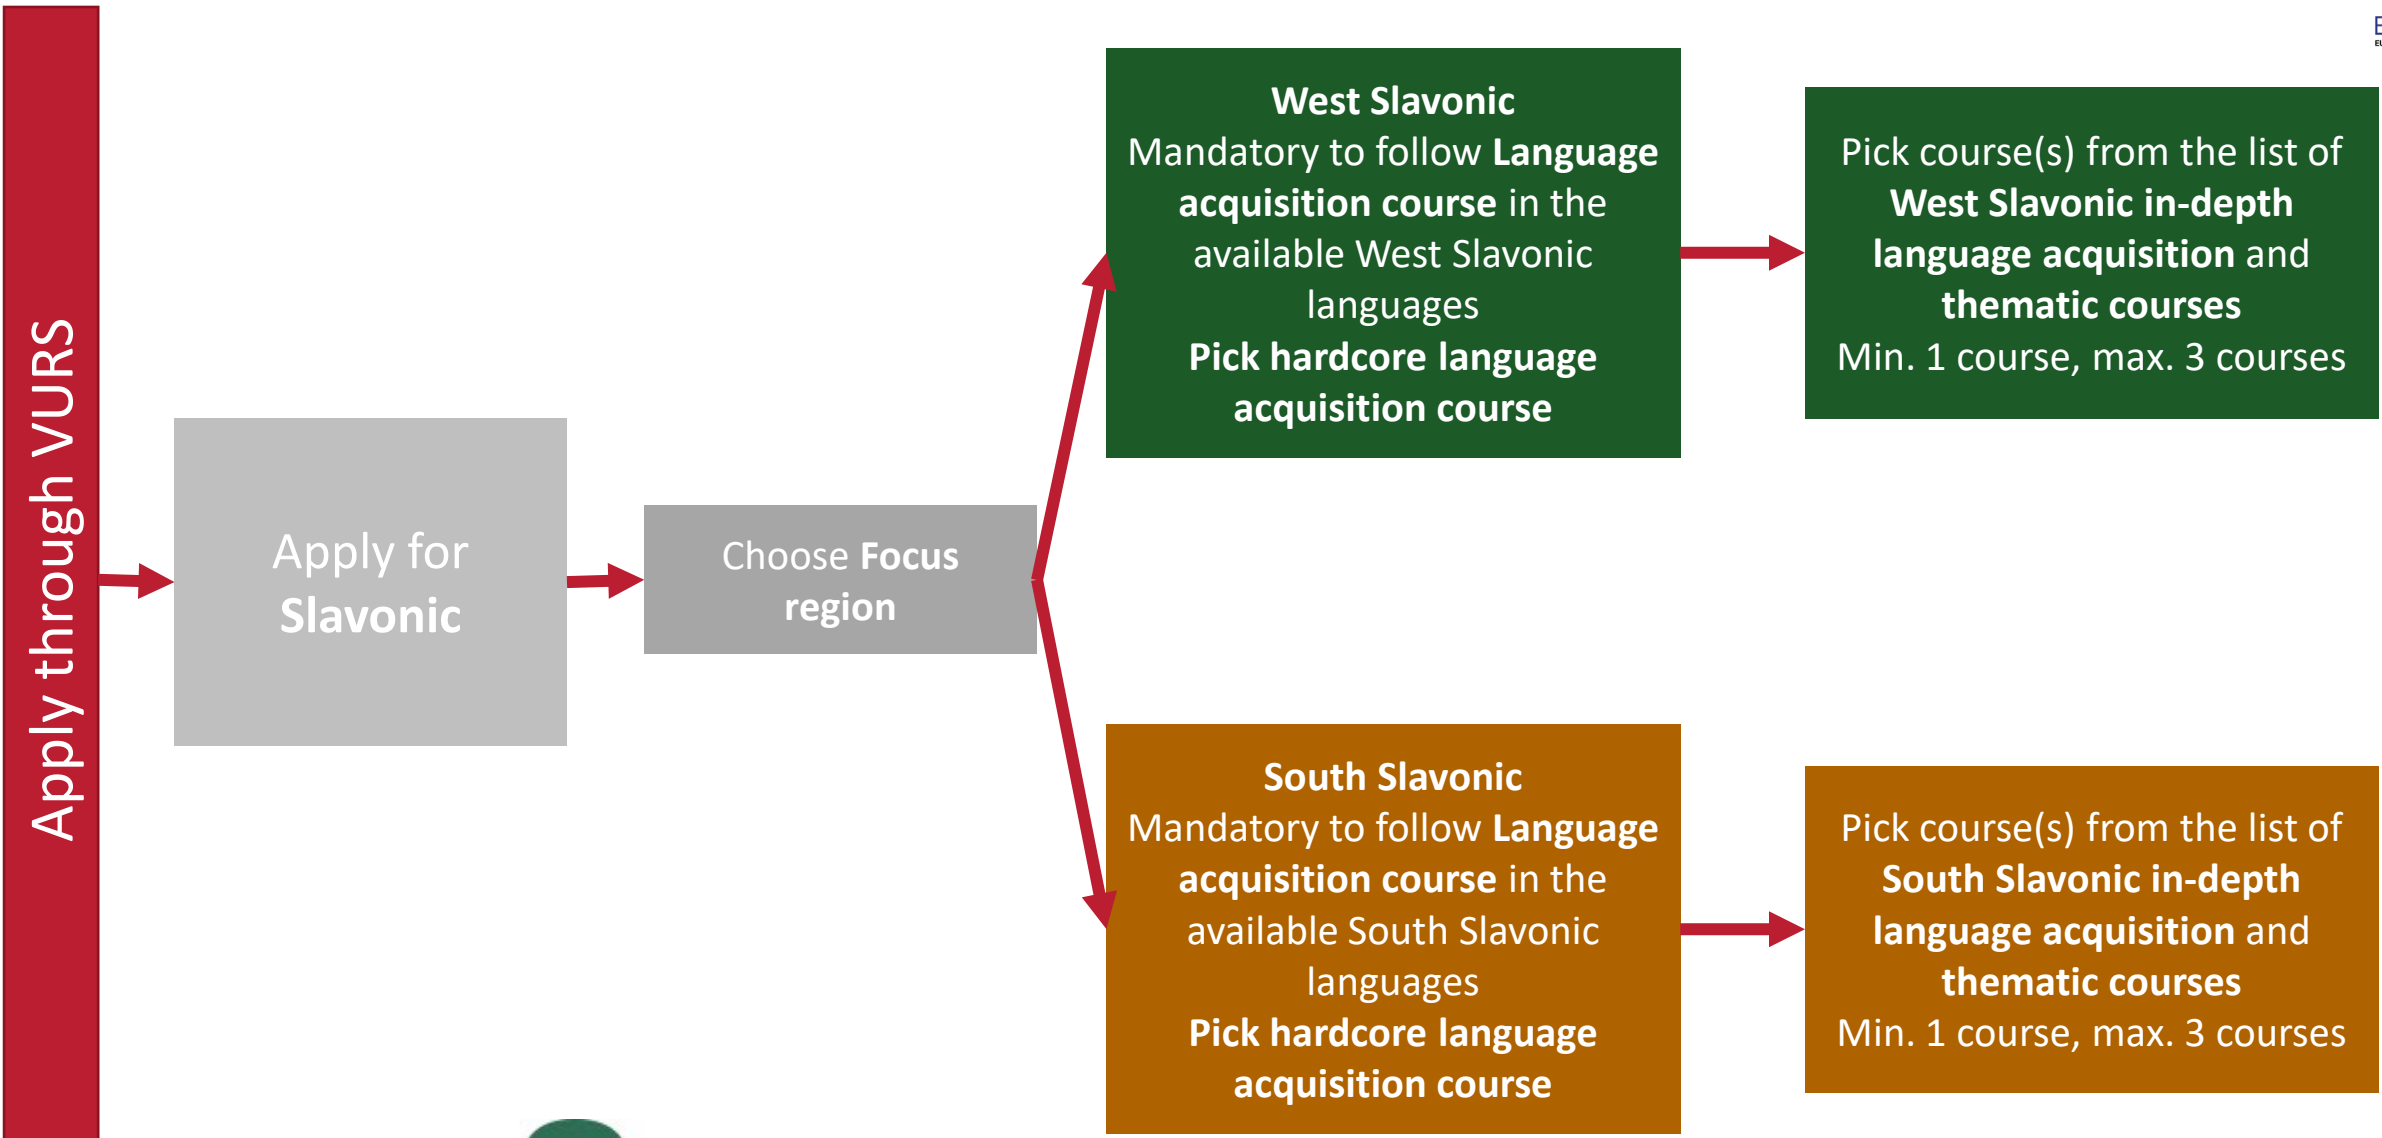 Apply through VURS
Apply for
Slavonic
Choose Focus
region
West Slavonic
Mandatory to follow Language
acquisition course in the
available West Slavonic
languages
Pick hardcore language
acquisition course
Pick course(s) from the list of
West Slavonic in-depth
language acquisition and
thematic courses
Min. 1 course, max. 3 courses
South Slavonic
Mandatory to follow Language
acquisition course in the
available South Slavonic
languages
Pick hardcore language
acquisition course
Pick course(s) from the list of
South Slavonic in-depth
language acquisition and
thematic courses
Min. 1 course, max. 3 courses